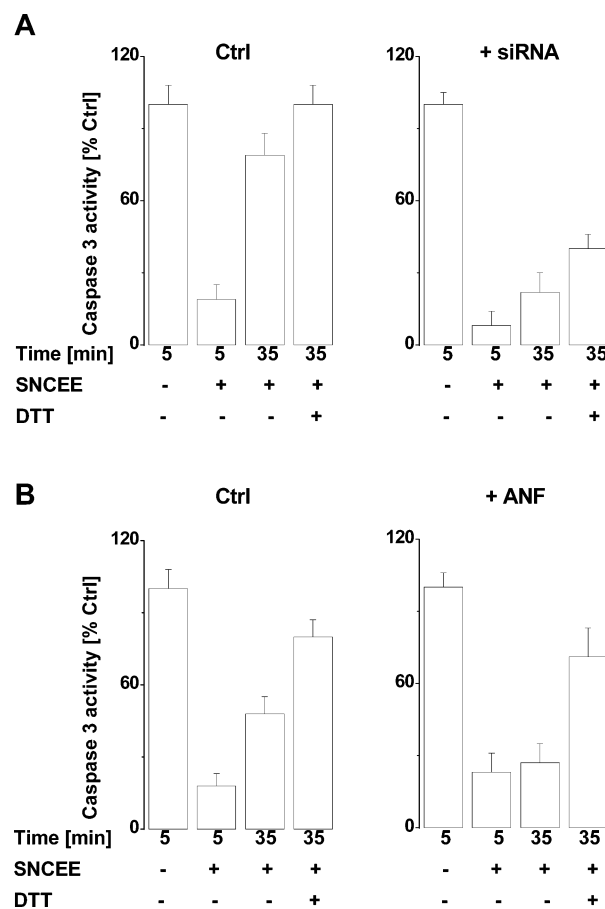 A
Ctrl
+ siRNA
Caspase 3 activity [% Ctrl]
120
60
0
120
60
0
Time [min] 5 5 35 35 5 5 35 35
SNCEE - + + + - + + +
DTT - - - + - - - +
B
Ctrl
+ ANF
Caspase 3 activity [% Ctrl]
120
60
0
120
60
0
Time [min] 5 5 35 35 5 5 35 35
SNCEE - + + + - + + +
DTT - - - + - - - +